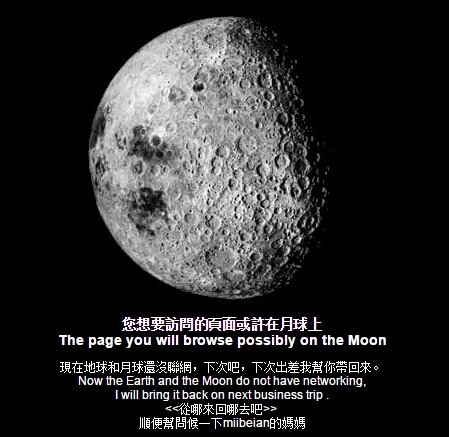 您想要訪問的頁面或許在月球上
The page you will browse possibly on the Moon
現在地球和月球還沒聯網，下次吧，下次出差我幫你帶回來。
Now the Earth and the Moon do not have networking,
I will bring it back on next business trip .
<<從哪來回哪去吧>>
順便幫問候一下miibeian的媽媽